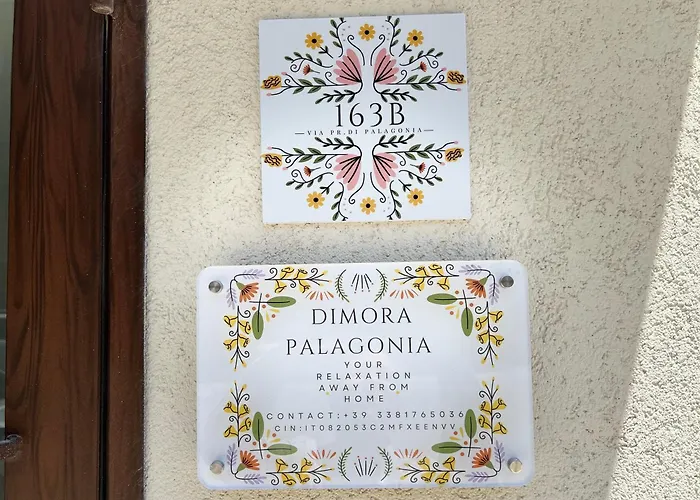 163B
VIA PR.DI PALAGONIA
DIMORA
PALAGONIA
YOUR
RELAXATION
AWAY FROM
HOME
CONTACT:+39 3381765036
CIN:IT082053C2MFXEENVV